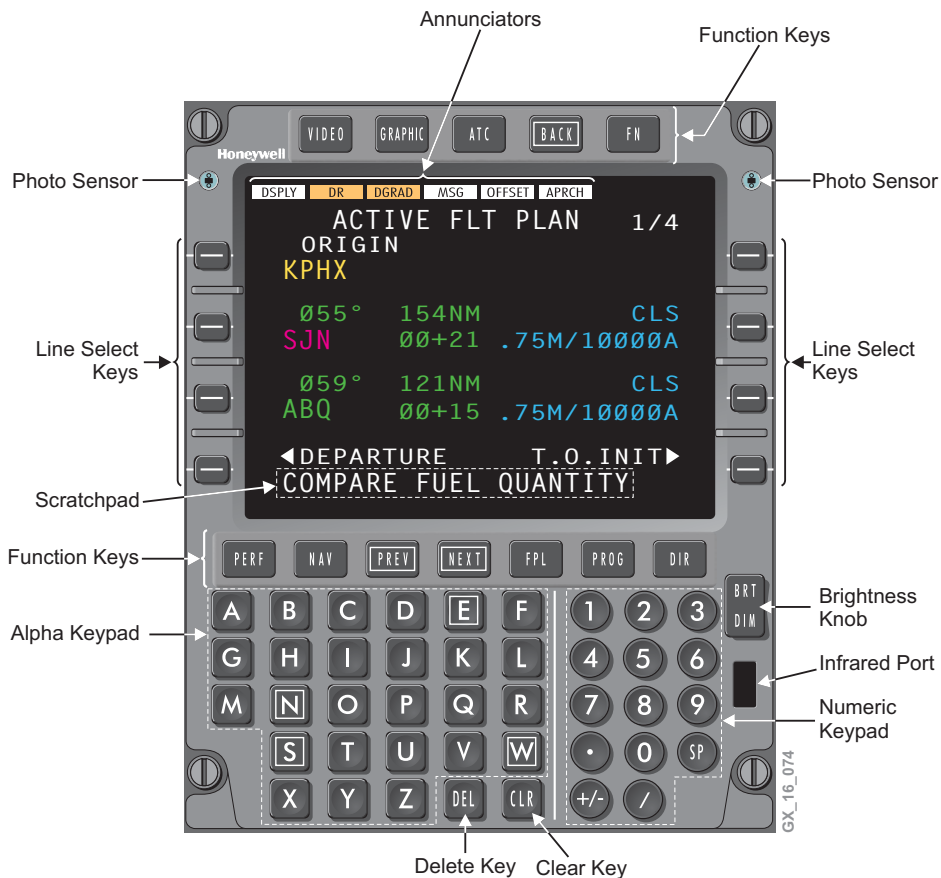 Annunciators
Function Keys
VIDEO GRAPHIC ATC BACK FN
Honeywell
Photo Sensor
Photo Sensor
DSPLY DR DGRAD MSG OFFSET APRCH
ACTIVE FLT PLAN 1/4
ORIGIN
KPHX
Ø55° 154NM CLS
SJN ØØ+21 .75M/1ØØØØA
Line Select Keys
Line Select Keys
Ø59° 121NM CLS
ABQ ØØ+15 .75M/1ØØØØA
◀DEPARTURE T.O.INIT▶
COMPARE FUEL QUANTITY
Scratchpad
Function Keys
PERF NAV PREV NEXT FPL PROG DIR
BRT
DIM
Brightness Knob
Alpha Keypad
A B C D E F 1 2 3
G H I J K L 4 5 6
Infrared Port
M N O P Q R 7 8 9
Numeric Keypad
S T U V W · 0 SP
X Y Z DEL CLR +/- /
GX_16_074
Delete Key Clear Key